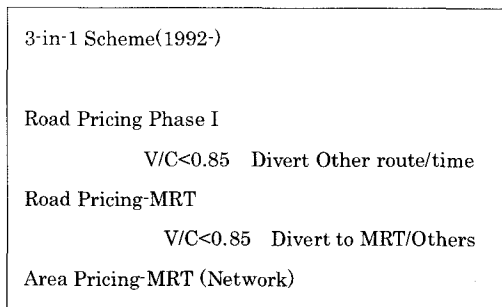 3-in-1 Scheme(1992-)
Road Pricing Phase I
V/C<0.85 Divert Other route/time
Road Pricing-MRT
V/C<0.85 Divert to MRT/Others
Area Pricing-MRT (Network)